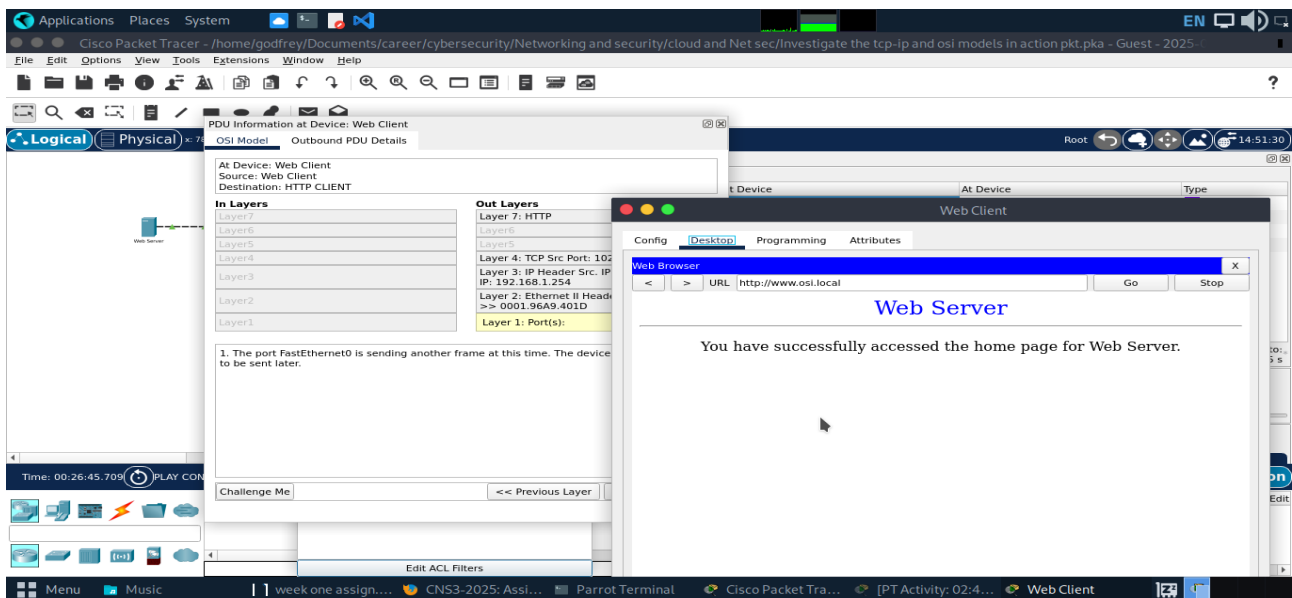 Applications Places System EN
Cisco Packet Tracer - /home/godfrey/Documents/career/cybersecurity/Networking and security/cloud and Net sec/Investigate the tcp-ip and osi models in action pkt.pka - Guest - 2025-
File Edit Options View Tools Extensions Window Help
?
PDU Information at Device: Web Client
Logical Physical x: 78 Root 14:51:30
OSI Model Outbound PDU Details
At Device: Web Client
Source: Web Client
Destination: HTTP CLIENT
t Device At Device Type
In Layers Out Layers
Layer7 Layer 7: HTTP
Layer6 Layer6
Layer5 Layer5
Layer4 Layer 4: TCP Src Port: 102
Layer3 Layer 3: IP Header Src. IP
IP: 192.168.1.254
Layer2 Layer 2: Ethernet II Head
>> 0001.96A9.401D
Layer1 Layer 1: Port(s):
Web Server
1. The port FastEthernet0 is sending another frame at this time. The device
to be sent later.
Challenge Me << Previous Layer
Web Client
Config Desktop Programming Attributes
Web Browser X
< > URL http://www.osi.local Go Stop
Web Server
You have successfully accessed the home page for Web Server.
to:
s
Time: 00:26:45.709 PLAY CON
on
Edit
Edit ACL Filters
Menu Music [ ] week one assign.... CNS3-2025: Assi... Parrot Terminal Cisco Packet Tra... [PT Activity: 02:4... Web Client